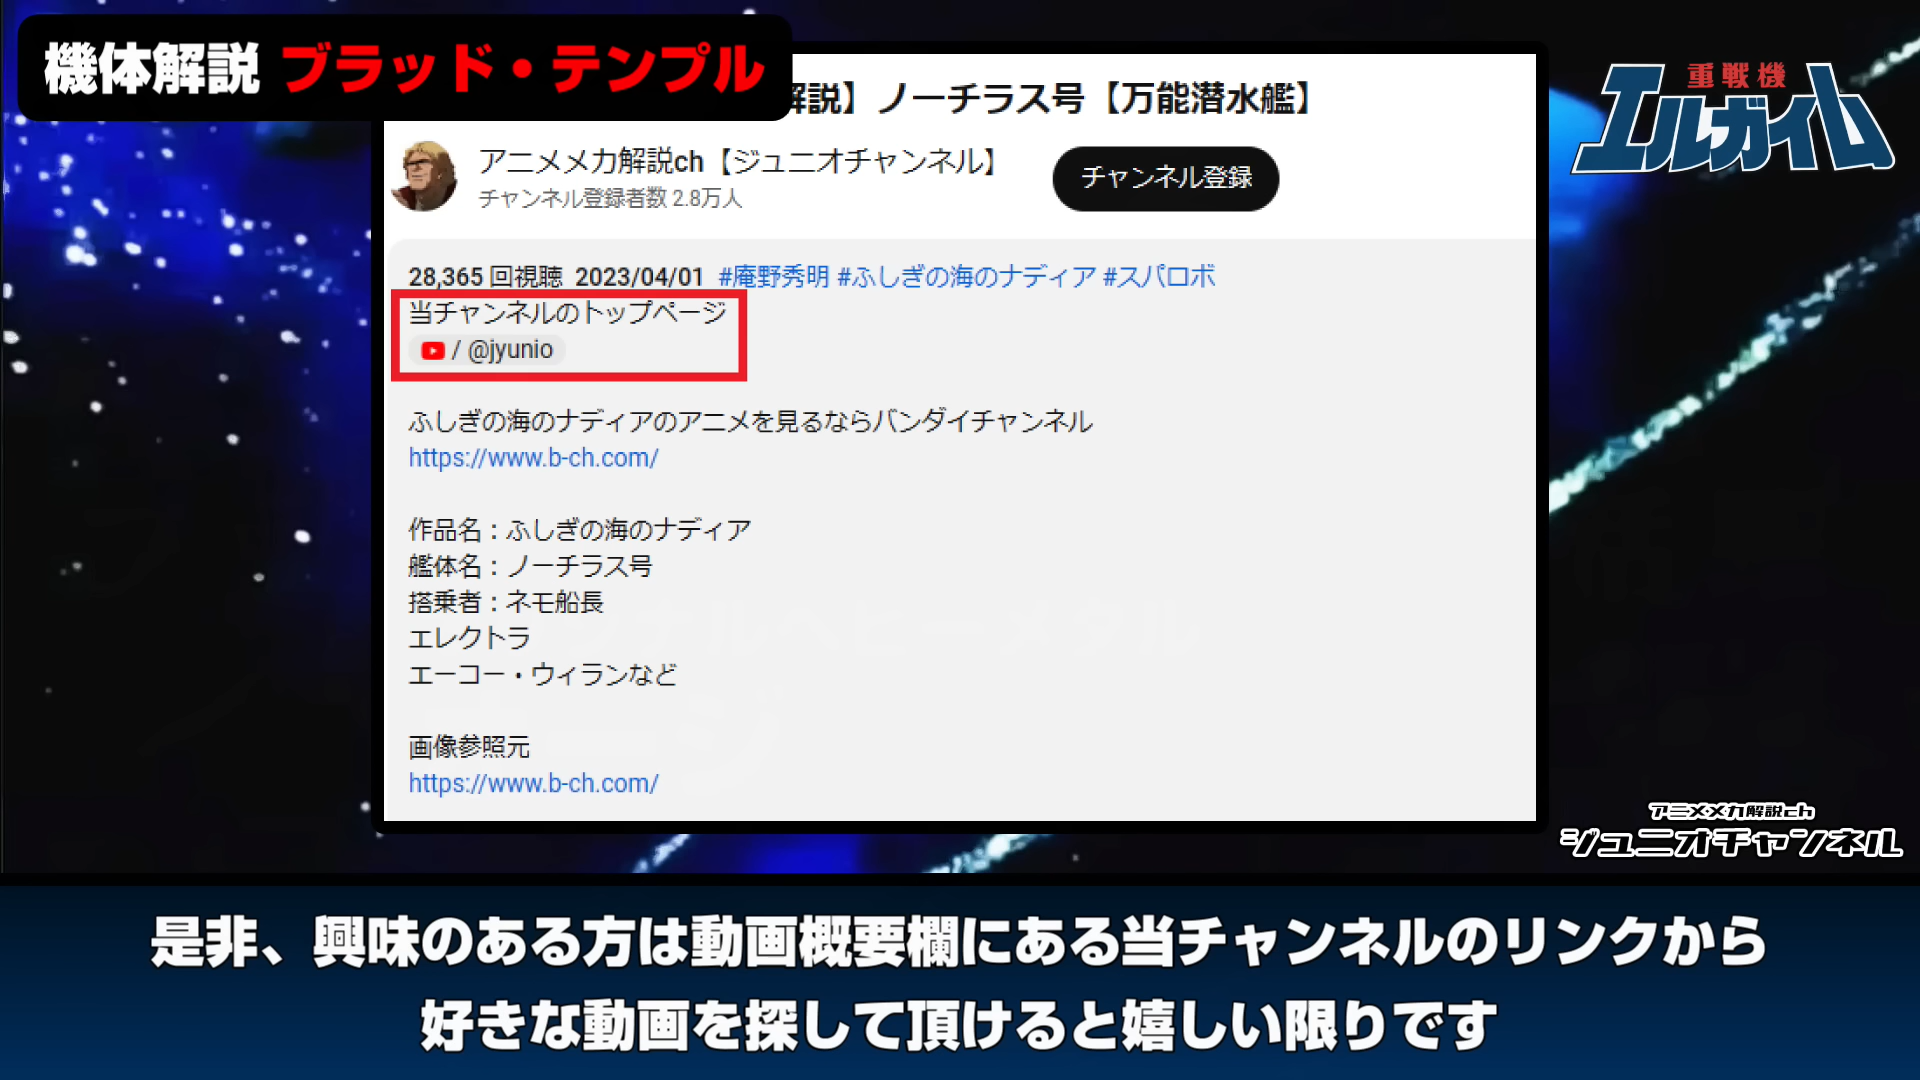 機体解説 ブラッド・テンプル
重戦機
エルガイム
解説】ノーチラス号【万能潜水艦】
アニメメカ解説ch【ジュニオチャンネル】
チャンネル登録者数 2.8万人
チャンネル登録
28,365 回視聴 2023/04/01 #庵野秀明 #ふしぎの海のナディア #スパロボ
当チャンネルのトップページ
/ @jyunio
ふしぎの海のナディアのアニメを見るならバンダイチャンネル
https://www.b-ch.com/
作品名：ふしぎの海のナディア
艦体名：ノーチラス号
搭乗者：ネモ船長
エレクトラ
エーコー・ウィランなど
画像参照元
https://www.b-ch.com/
アニメメカ解説ch
ジュニオチャンネル
是非、興味のある方は動画概要欄にある当チャンネルのリンクから
好きな動画を探して頂けると嬉しい限りです